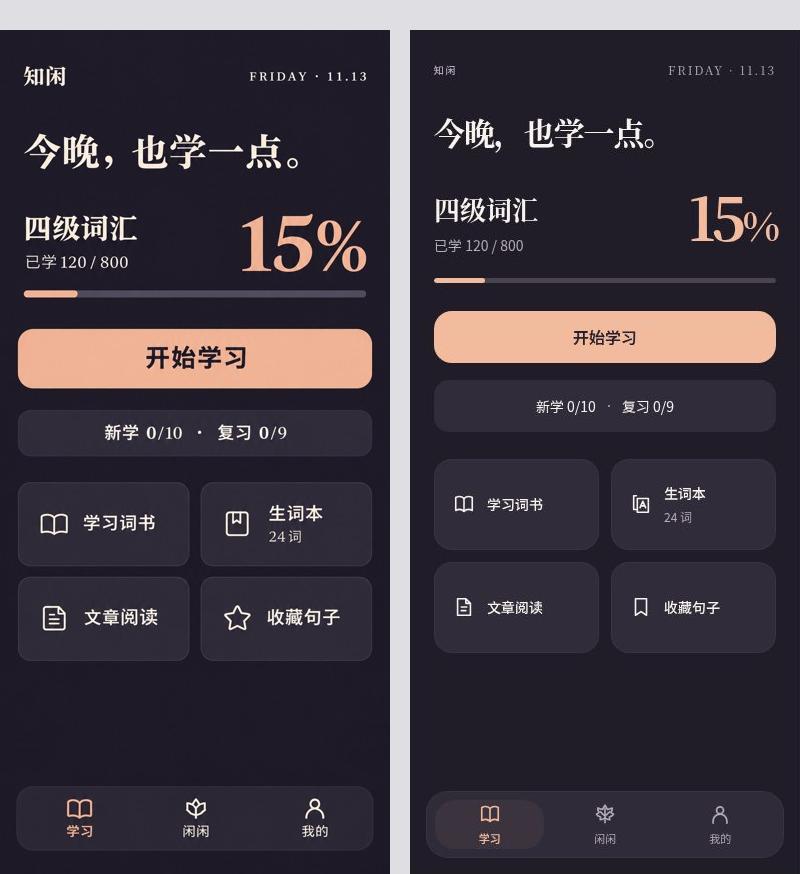 知闲
FRIDAY · 11.13
今晚，也学一点。
四级词汇
15%
已学 120 / 800
开始学习
新学 0/10 · 复习 0/9
学习词书
生词本
24 词
文章阅读
收藏句子
学习
闲闲
我的
知闲
FRIDAY · 11.13
今晚，也学一点。
四级词汇
15%
已学 120 / 800
开始学习
新学 0/10 · 复习 0/9
学习词书
生词本
24 词
文章阅读
收藏句子
学习
闲闲
我的